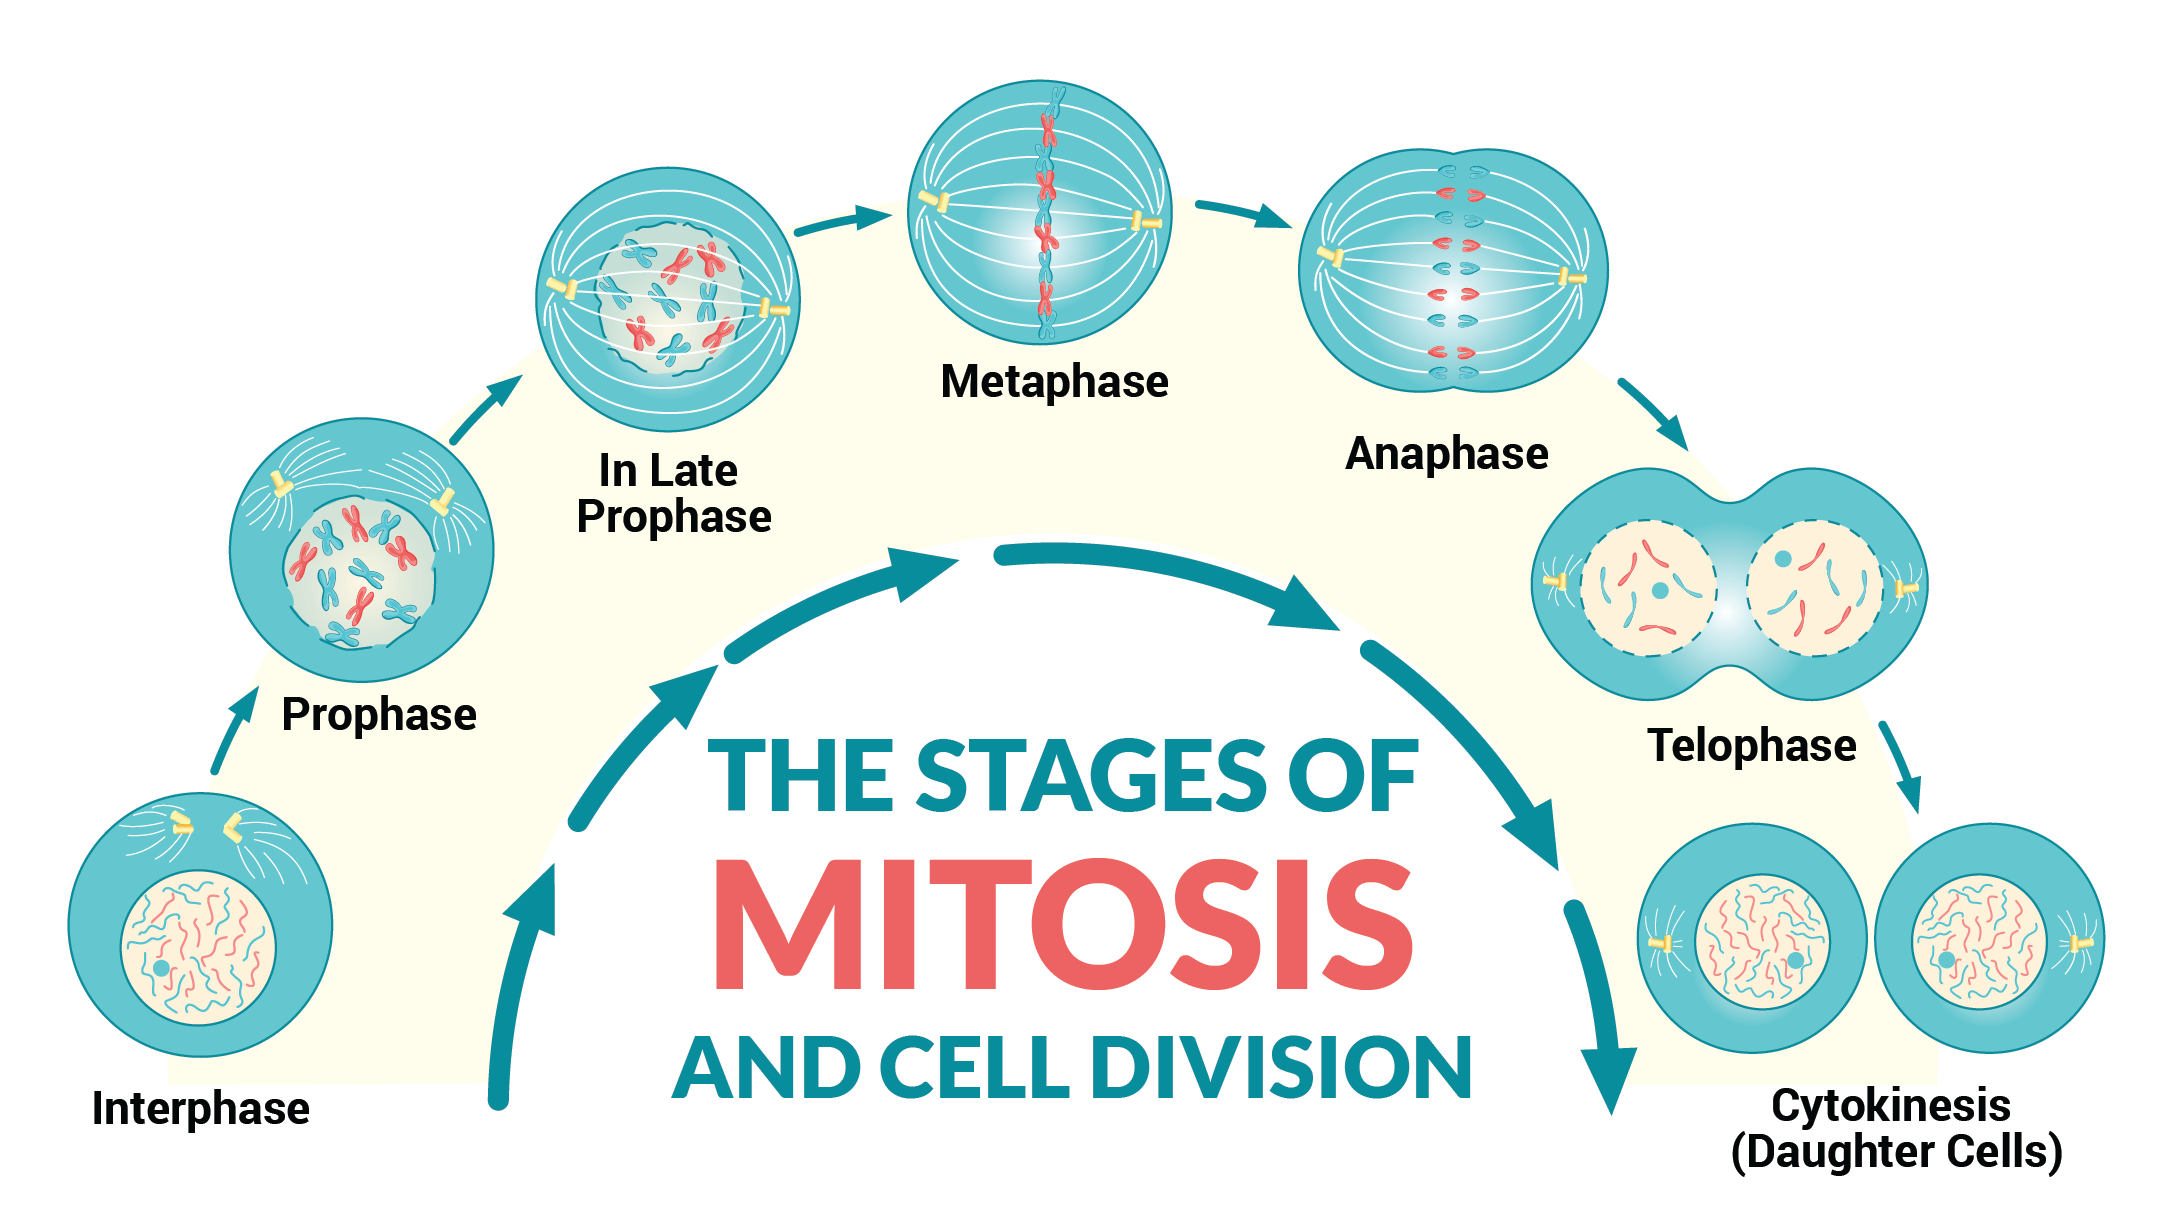 Interphase
Prophase
In Late
Prophase
Metaphase
Anaphase
Telophase
Cytokinesis
(Daughter Cells)
THE STAGES OF
MITOSIS
AND CELL DIVISION